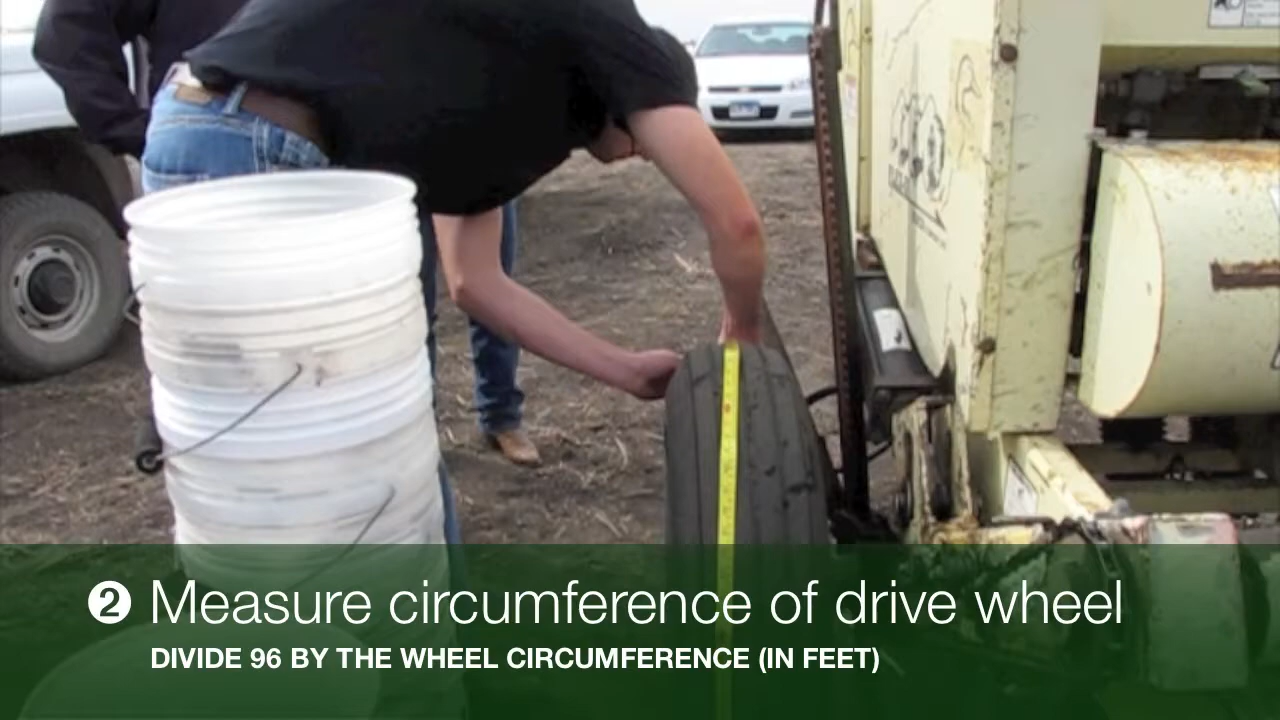 ❷ Measure circumference of drive wheel
DIVIDE 96 BY THE WHEEL CIRCUMFERENCE (IN FEET)